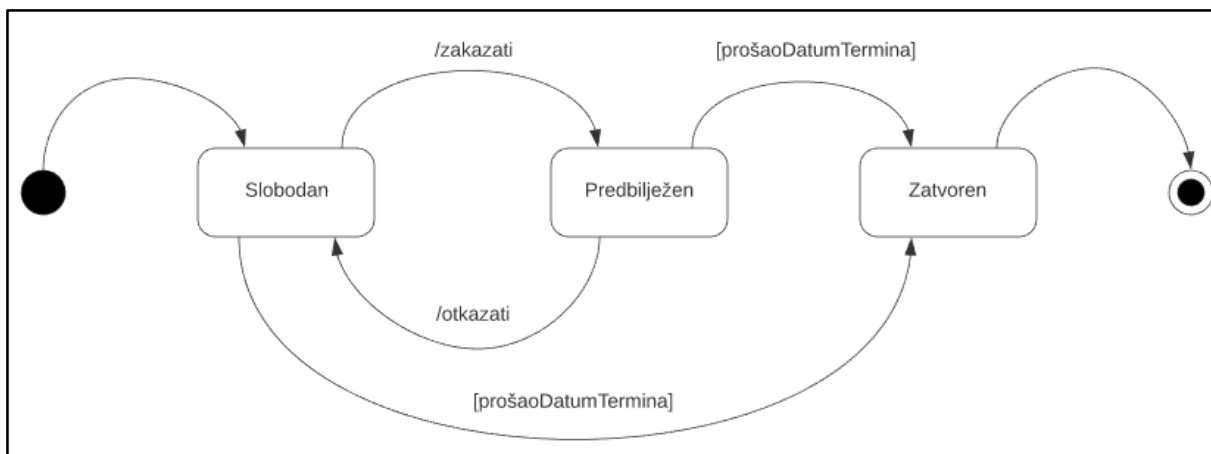 /zakazati
[prošaoDatumTermina]
Slobodan
Predbilježen
Zatvoren
/otkazati
[prošaoDatumTermina]